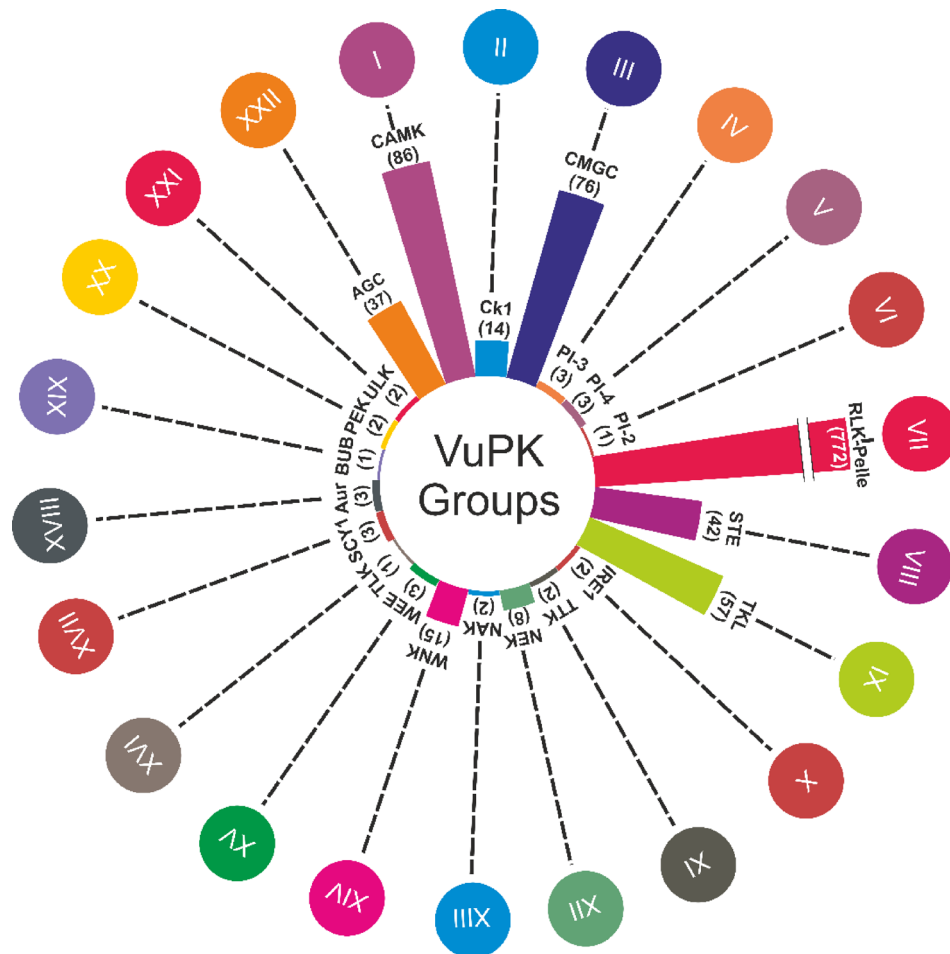 VuPK
Groups
I
CAMK
(86)
II
Ck1
(14)
III
CMGC
(76)
IV
PI-3
(3)
V
PI-4
(3)
VI
PI-2
(1)
VII
RLK-Pelle
(772)
VIII
STE
(42)
IX
TKL
(57)
X
IRE1
(2)
XI
TTK
(2)
XII
NEK
(8)
XIII
NAK
(2)
XIV
WNK
(15)
XV
WEE
(3)
XVI
TLK
(1)
XVII
SCY1
(3)
XVIII
Aur
(3)
XIX
BUB
(1)
XX
PEK
(2)
XXI
ULK
(2)
XXII
AGC
(37)